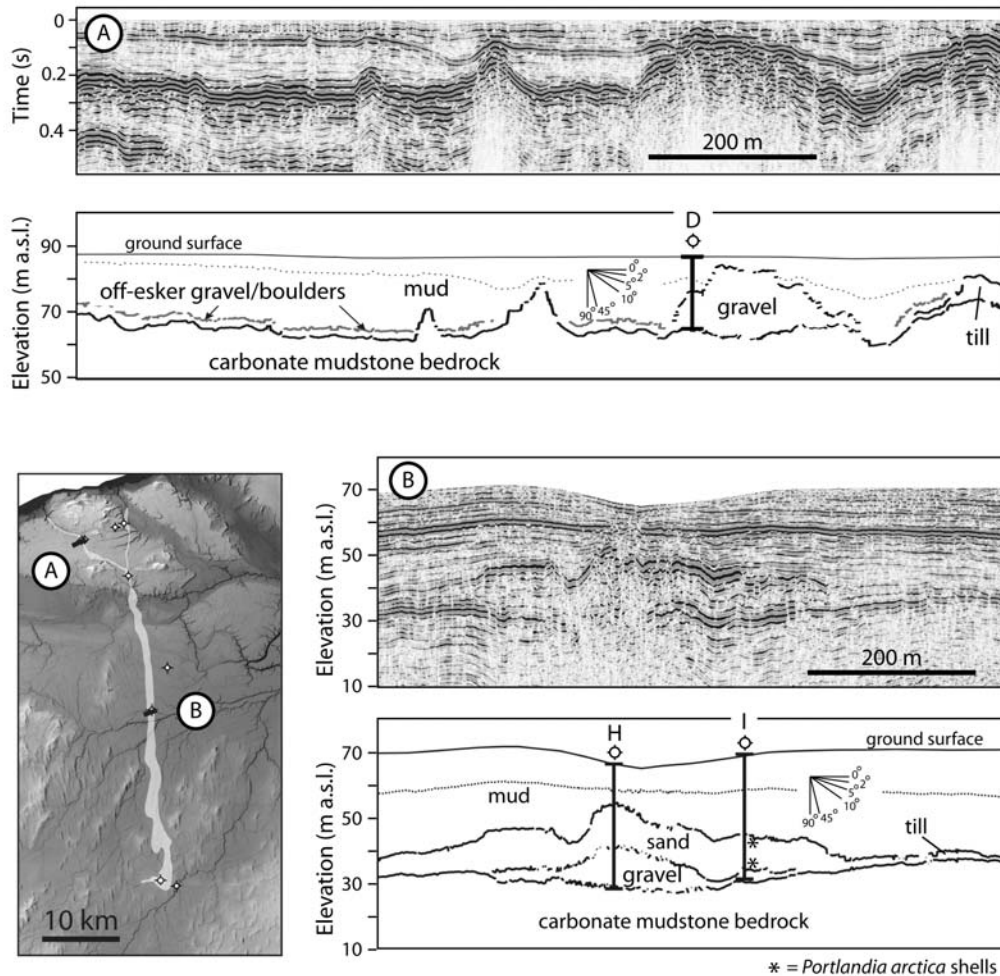 A
Time (s)
0
0.2
0.4
200 m
D
Elevation (m a.s.l.)
90
70
50
ground surface
off-esker gravel/boulders
mud
0°
2°
5°
10°
90° 45°
gravel
till
carbonate mudstone bedrock
A
B
10 km
B
Elevation (m a.s.l.)
70
50
30
10
200 m
H
I
Elevation (m a.s.l.)
70
50
30
10
ground surface
mud
0°
2°
5°
10°
90° 45°
sand
*
*
till
gravel
carbonate mudstone bedrock
* = Portlandia arctica shells